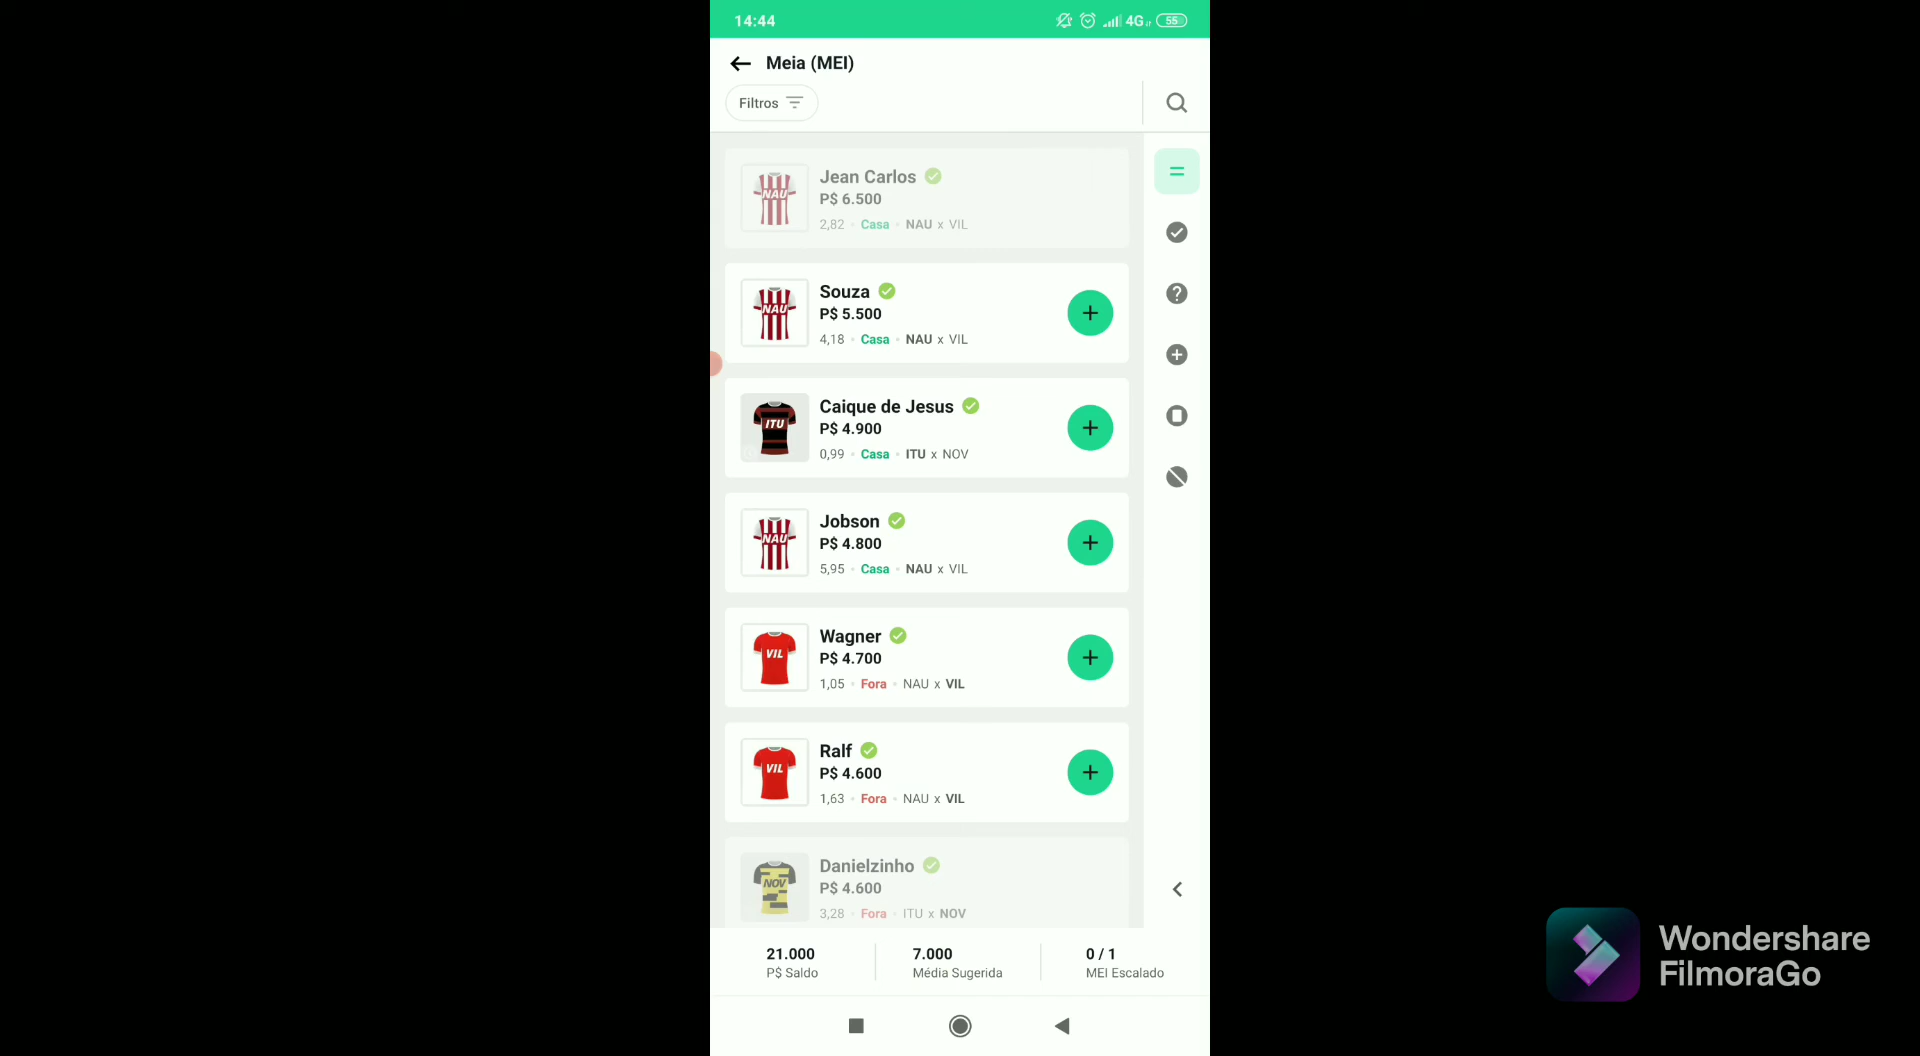 14:44
4G
55
Meia (MEI)
Filtros
NAU
Jean Carlos
P$ 6.500
2,82 · Casa · NAU x VIL
NAU
Souza
P$ 5.500
4,18 · Casa · NAU x VIL
ITU
Caique de Jesus
P$ 4.900
0,99 · Casa · ITU x NOV
NAU
Jobson
P$ 4.800
5,95 · Casa · NAU x VIL
VIL
Wagner
P$ 4.700
1,05 · Fora · NAU x VIL
VIL
Ralf
P$ 4.600
1,63 · Fora · NAU x VIL
NOV
Danielzinho
P$ 4.600
3,28 · Fora · ITU x NOV
21.000
P$ Saldo
7.000
Média Sugerida
0 / 1
MEI Escalado
Wondershare
FilmoraGo